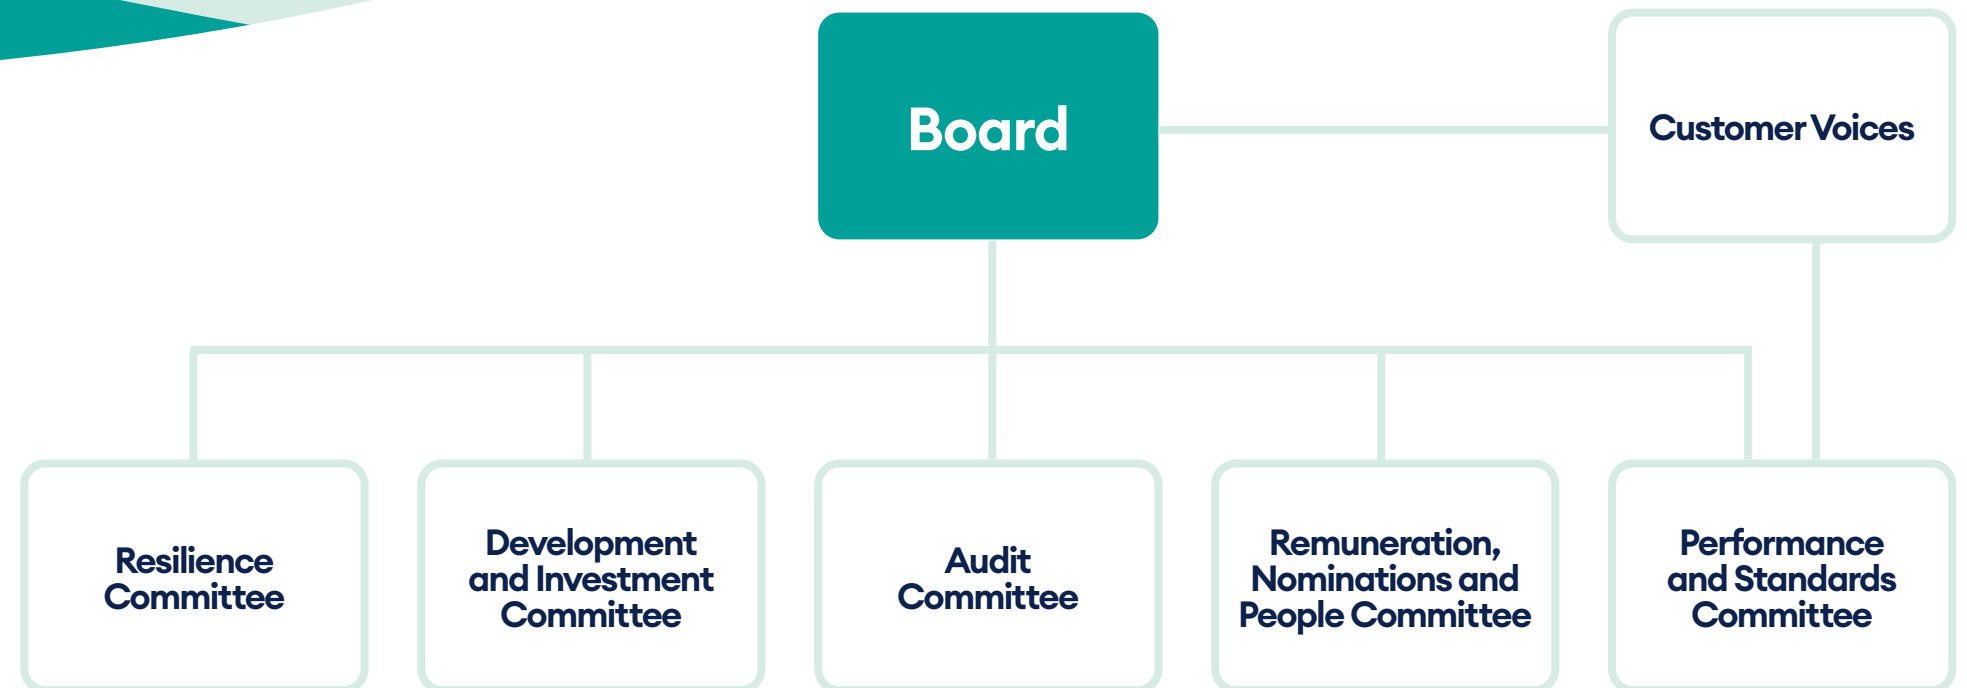 Board
Customer Voices
Resilience
Committee
Development
and Investment
Committee
Audit
Committee
Remuneration,
Nominations and
People Committee
Performance
and Standards
Committee